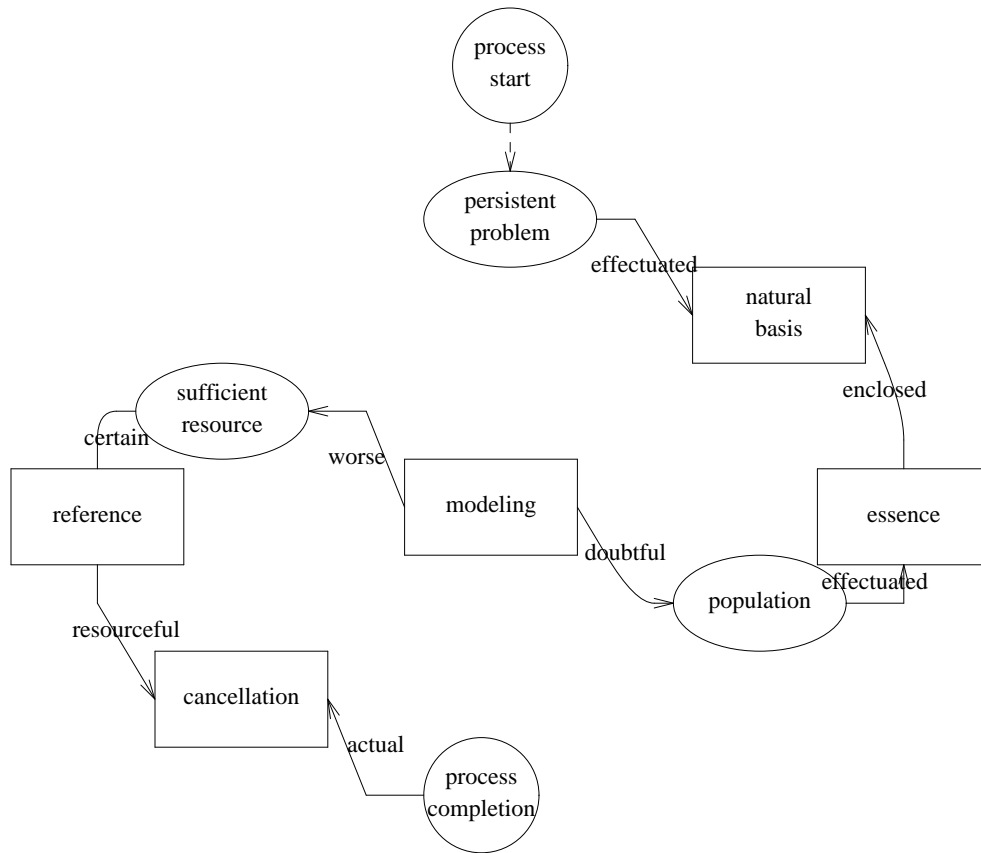 process
start
persistent
problem
effectuated
natural
basis
enclosed
sufficient
resource
certain
worse
reference
modeling
essence
doubtful
effectuated
population
resourceful
cancellation
actual
process
completion